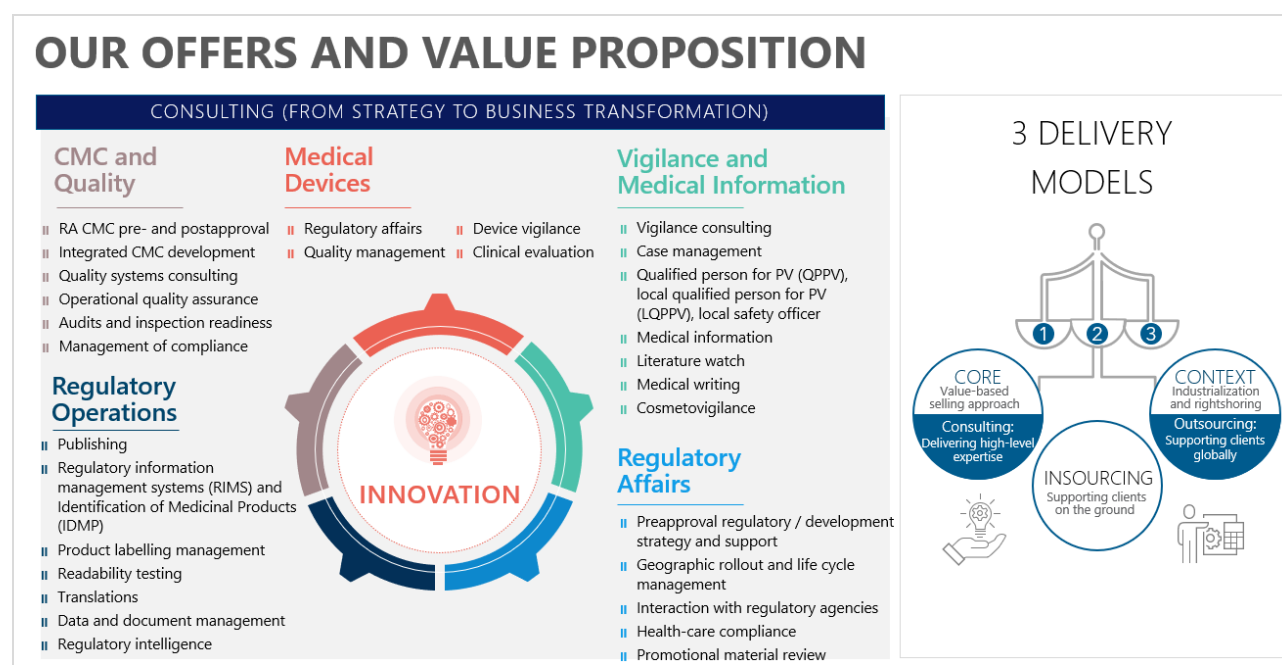 OUR OFFERS AND VALUE PROPOSITION
CONSULTING (FROM STRATEGY TO BUSINESS TRANSFORMATION)
CMC and
Quality
RA CMC pre- and postapproval
Integrated CMC development
Quality systems consulting
Operational quality assurance
Audits and inspection readiness
Management of compliance
Medical
Devices
Regulatory affairs
Quality management
Device vigilance
Clinical evaluation
Vigilance and
Medical Information
Vigilance consulting
Case management
Qualified person for PV (QPPV),
local qualified person for PV
(LQPPV), local safety officer
Medical information
Literature watch
Medical writing
Cosmetovigilance
Regulatory
Operations
Publishing
Regulatory information
management systems (RIMS) and
Identification of Medicinal Products
(IDMP)
Product labelling management
Readability testing
Translations
Data and document management
Regulatory intelligence
INNOVATION
Regulatory
Affairs
Preapproval regulatory / development
strategy and support
Geographic rollout and life cycle
management
Interaction with regulatory agencies
Health-care compliance
Promotional material review
3 DELIVERY
MODELS
1
2
3
CORE
Value-based
selling approach
Consulting:
Delivering high-level
expertise
INSOURCING
Supporting clients
on the ground
CONTEXT
Industrialization
and rightshoring
Outsourcing:
Supporting clients
globally